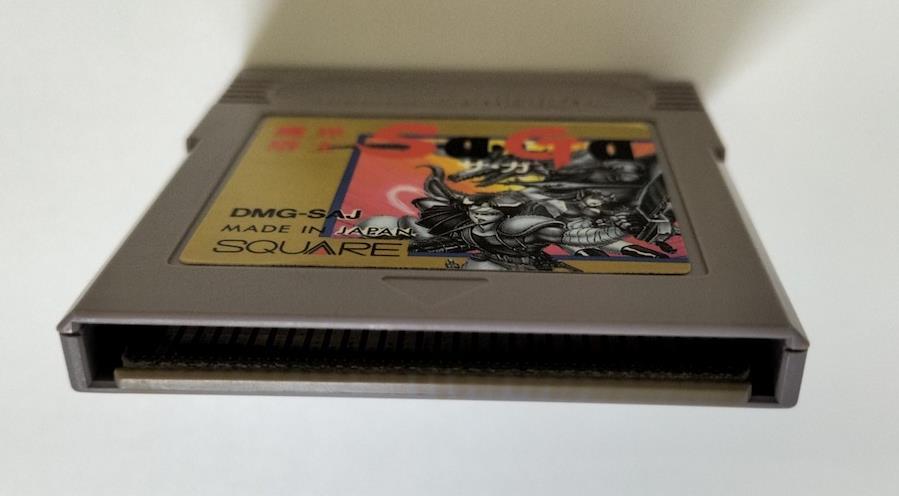 SaGa
サ・ガ
DMG-SAJ
MADE IN JAPAN
SQUARE